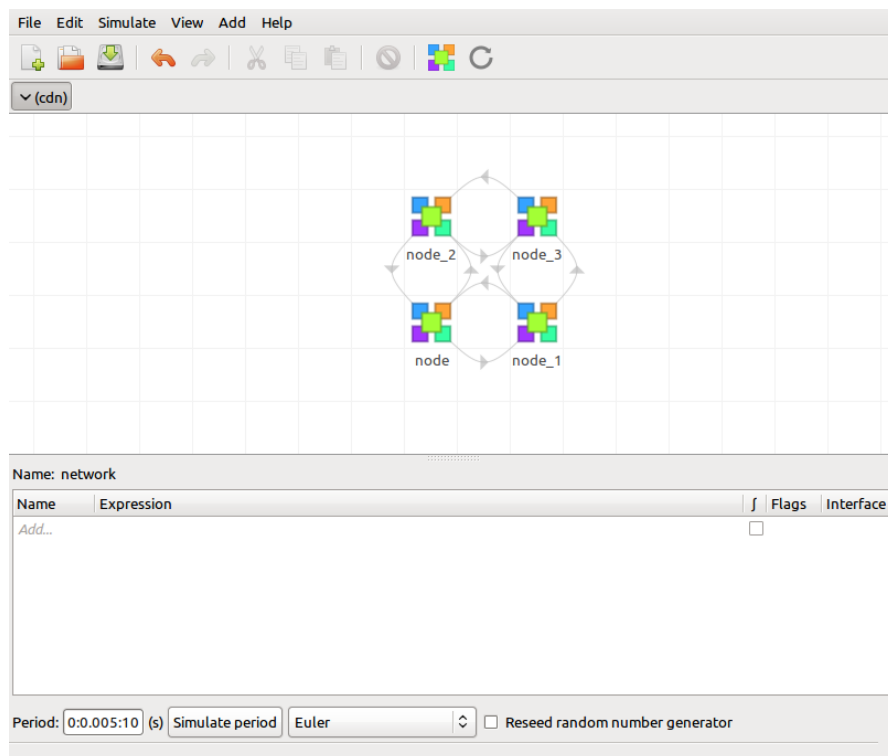 File Edit Simulate View Add Help
(cdn)
node_2 node_3
node node_1
Name: network
Name Expression ∫ Flags Interface
Add...
Period: 0:0.005:10 (s) Simulate period Euler Reseed random number generator